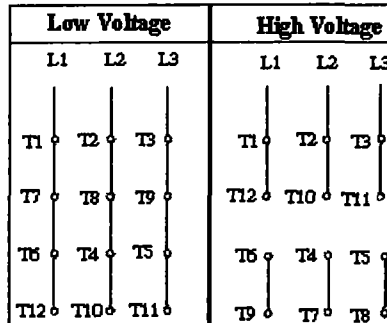 Low Voltage High Voltage
L1 L2 L3 L1 L2 L3
T1 T2 T3 T1 T2 T3
T7 T8 T9 T12 T10 T11
T6 T4 T5 T6 T4 T5
T12 T10 T11 T9 T7 T8